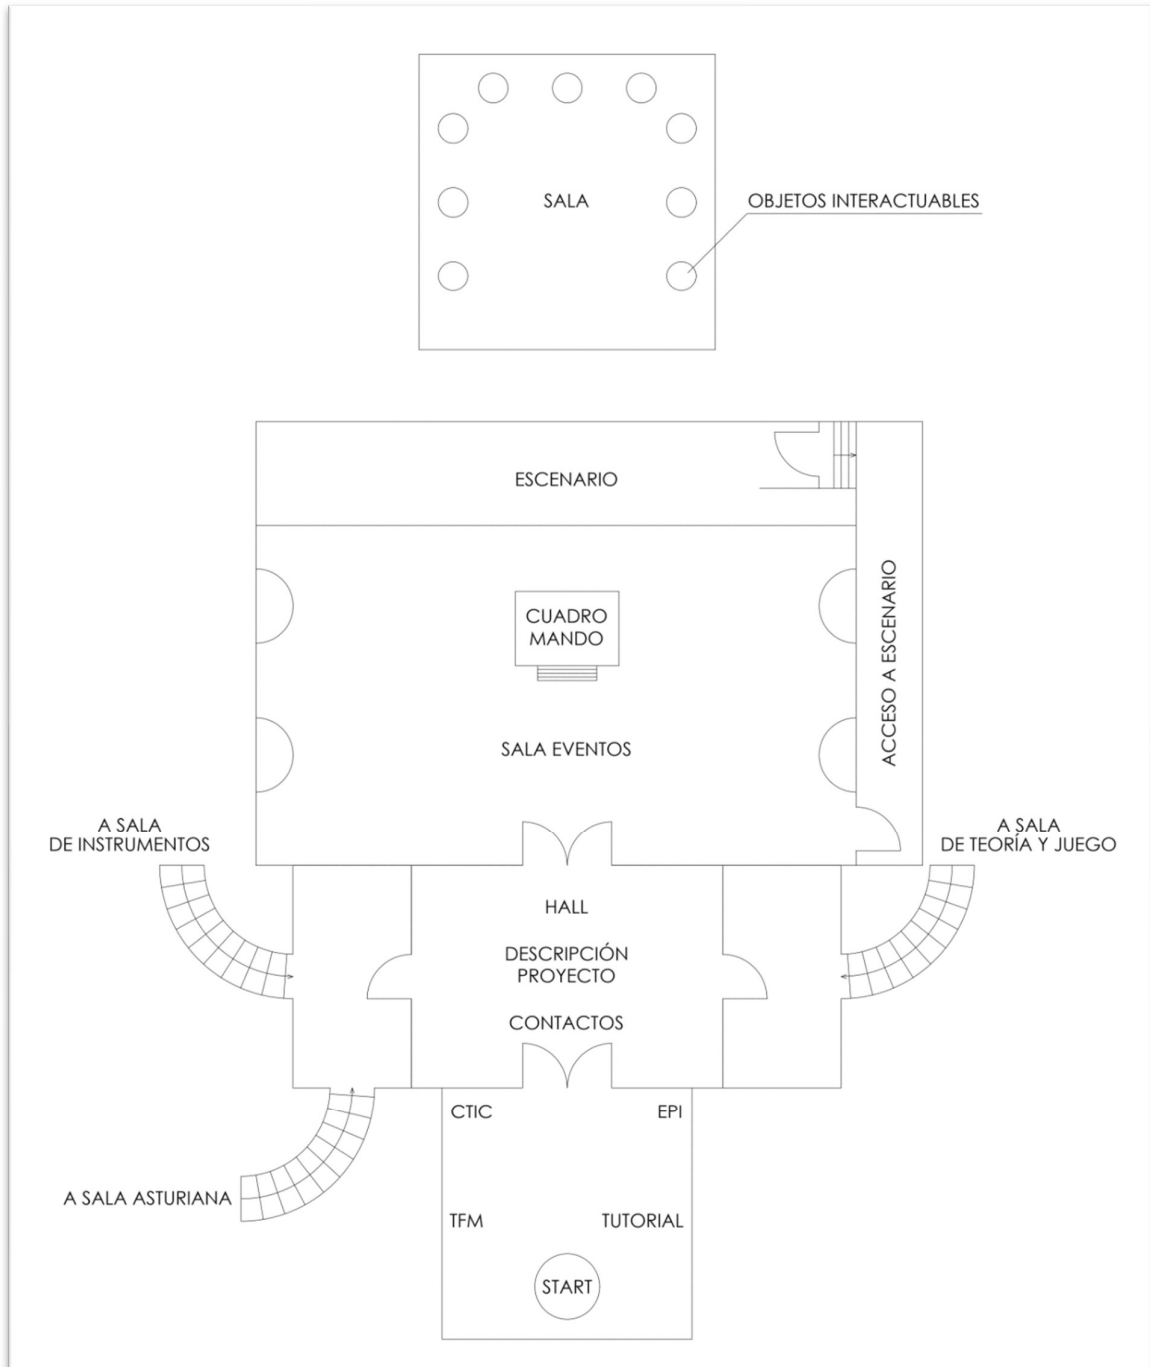 SALA
OBJETOS INTERACTUABLES
ESCENARIO
CUADRO
MANDO
ACCESO A ESCENARIO
SALA EVENTOS
A SALA
DE INSTRUMENTOS
A SALA
DE TEORÍA Y JUEGO
HALL
DESCRIPCIÓN
PROYECTO
CONTACTOS
CTIC
EPI
A SALA ASTURIANA
TFM
TUTORIAL
START